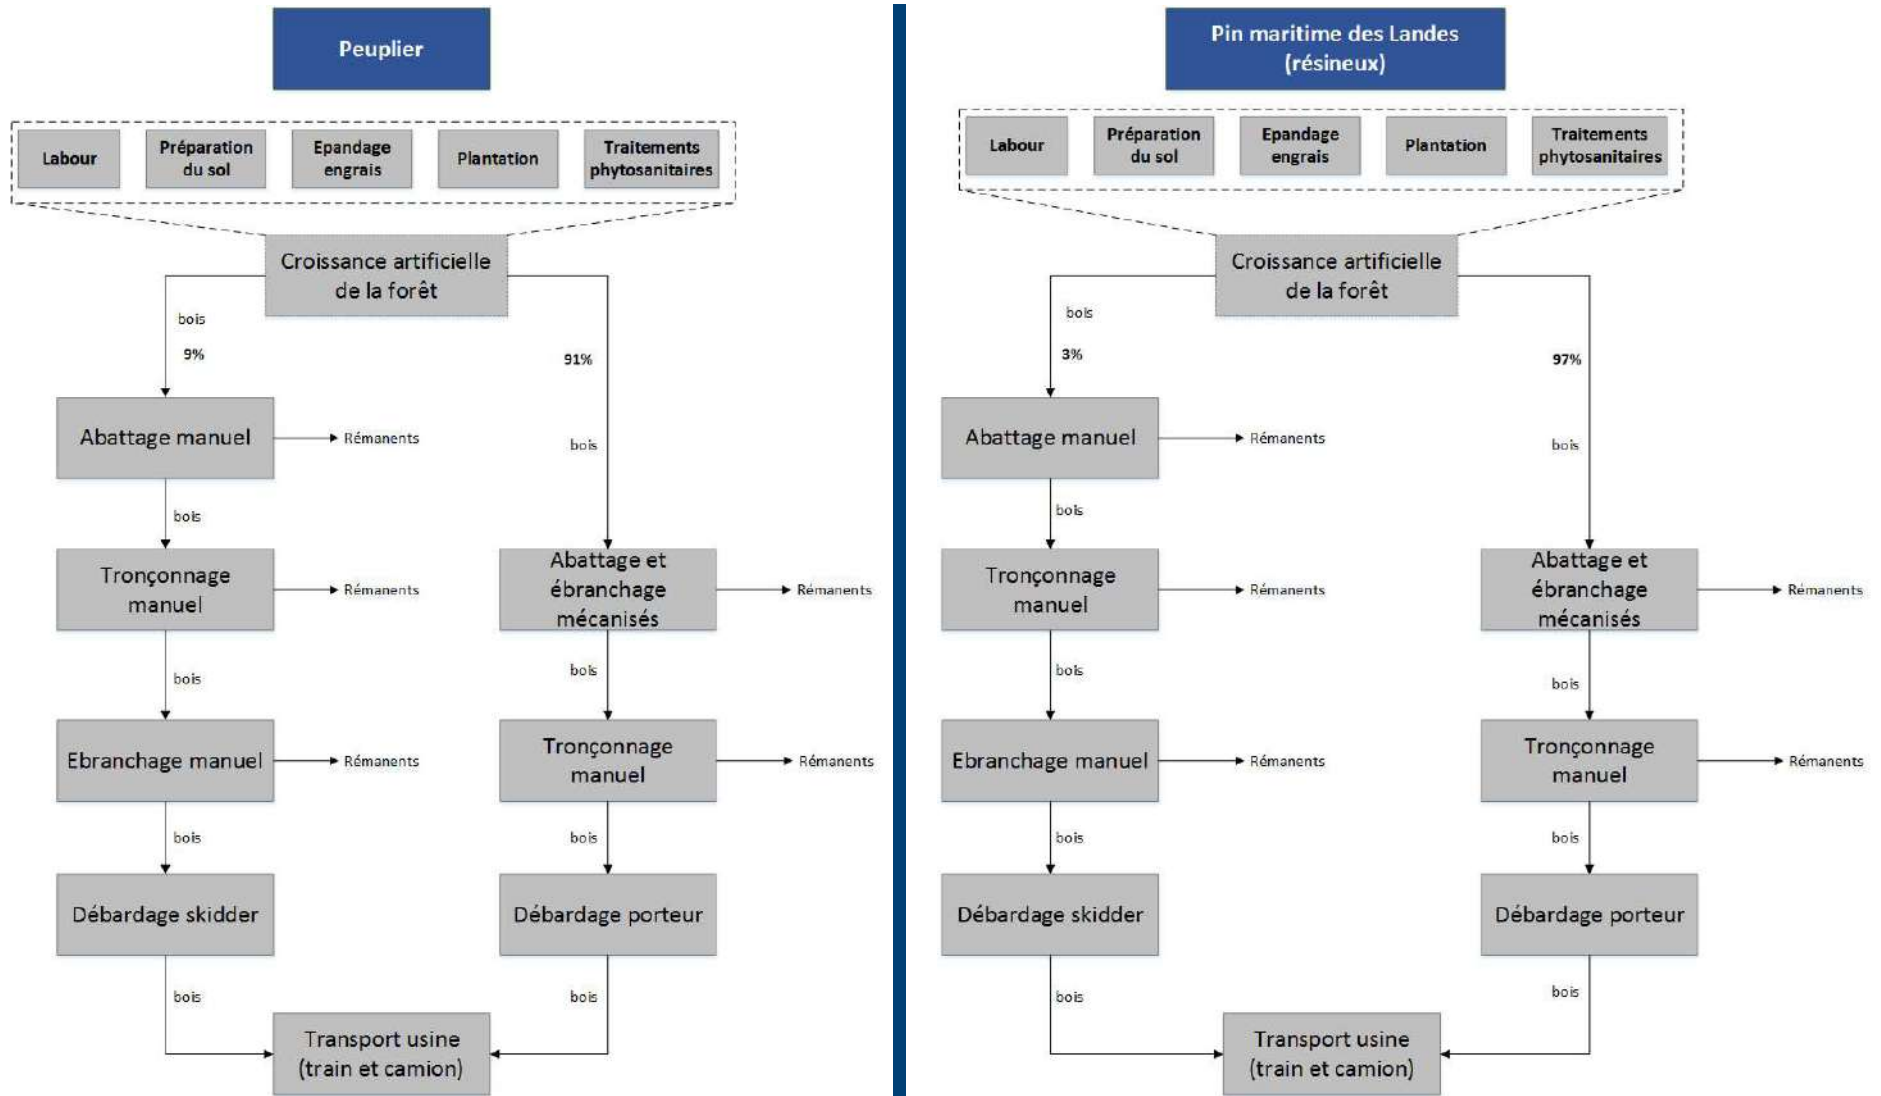 Peuplier
Labour
Préparation
du sol
Epandage
engrais
Plantation
Traitements
phytosanitaires
Croissance artificielle
de la forêt
bois
9%
91%
Abattage manuel
Rémanents
bois
bois
Tronçonnage
manuel
Rémanents
Abattage et
ébranchage
mécanisés
Rémanents
bois
bois
Ebranchage manuel
Rémanents
Tronçonnage
manuel
Rémanents
bois
bois
Débardage skidder
Débardage porteur
bois
bois
Transport usine
(train et camion)
Pin maritime des Landes
(résineux)
Labour
Préparation
du sol
Epandage
engrais
Plantation
Traitements
phytosanitaires
Croissance artificielle
de la forêt
bois
3%
97%
Abattage manuel
Rémanents
bois
bois
Tronçonnage
manuel
Rémanents
Abattage et
ébranchage
mécanisés
Rémanents
bois
bois
Ebranchage manuel
Rémanents
Tronçonnage
manuel
Rémanents
bois
bois
Débardage skidder
Débardage porteur
bois
bois
Transport usine
(train et camion)